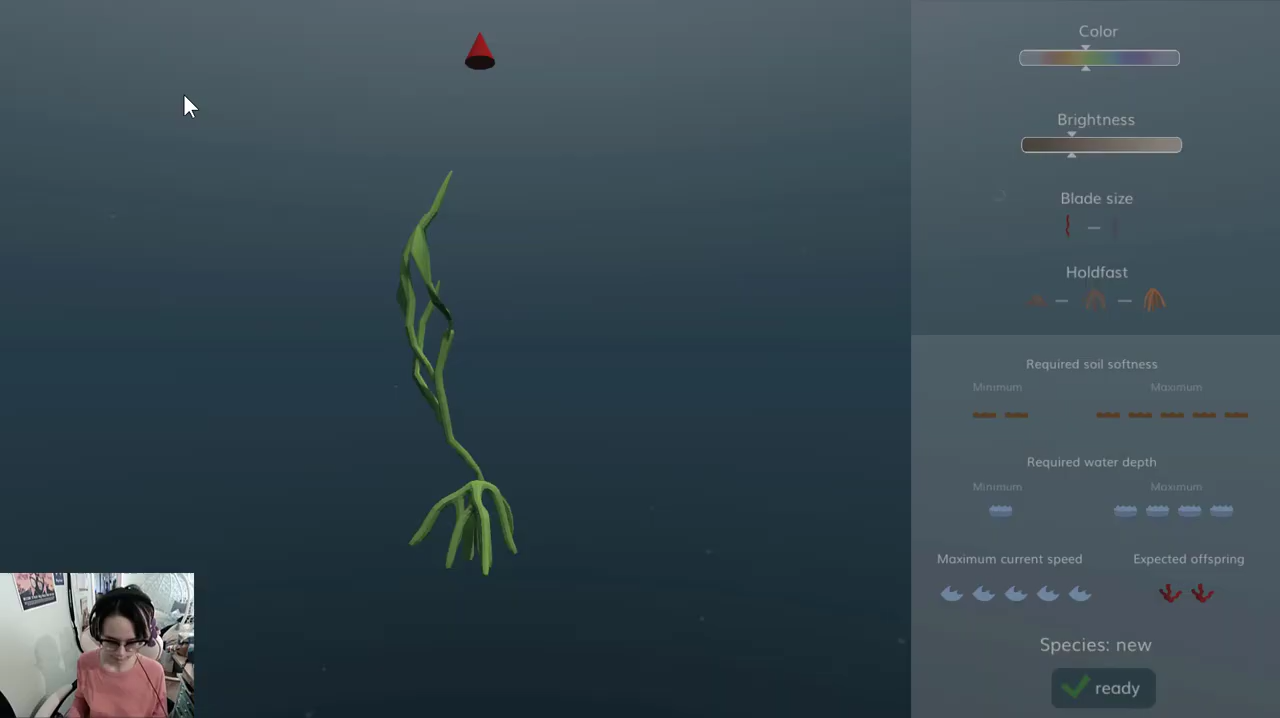 Color
Brightness
Blade size
Holdfast
Required soil softness
Minimum Maximum
Required water depth
Minimum Maximum
Maximum current speed Expected offspring
Species: new
ready